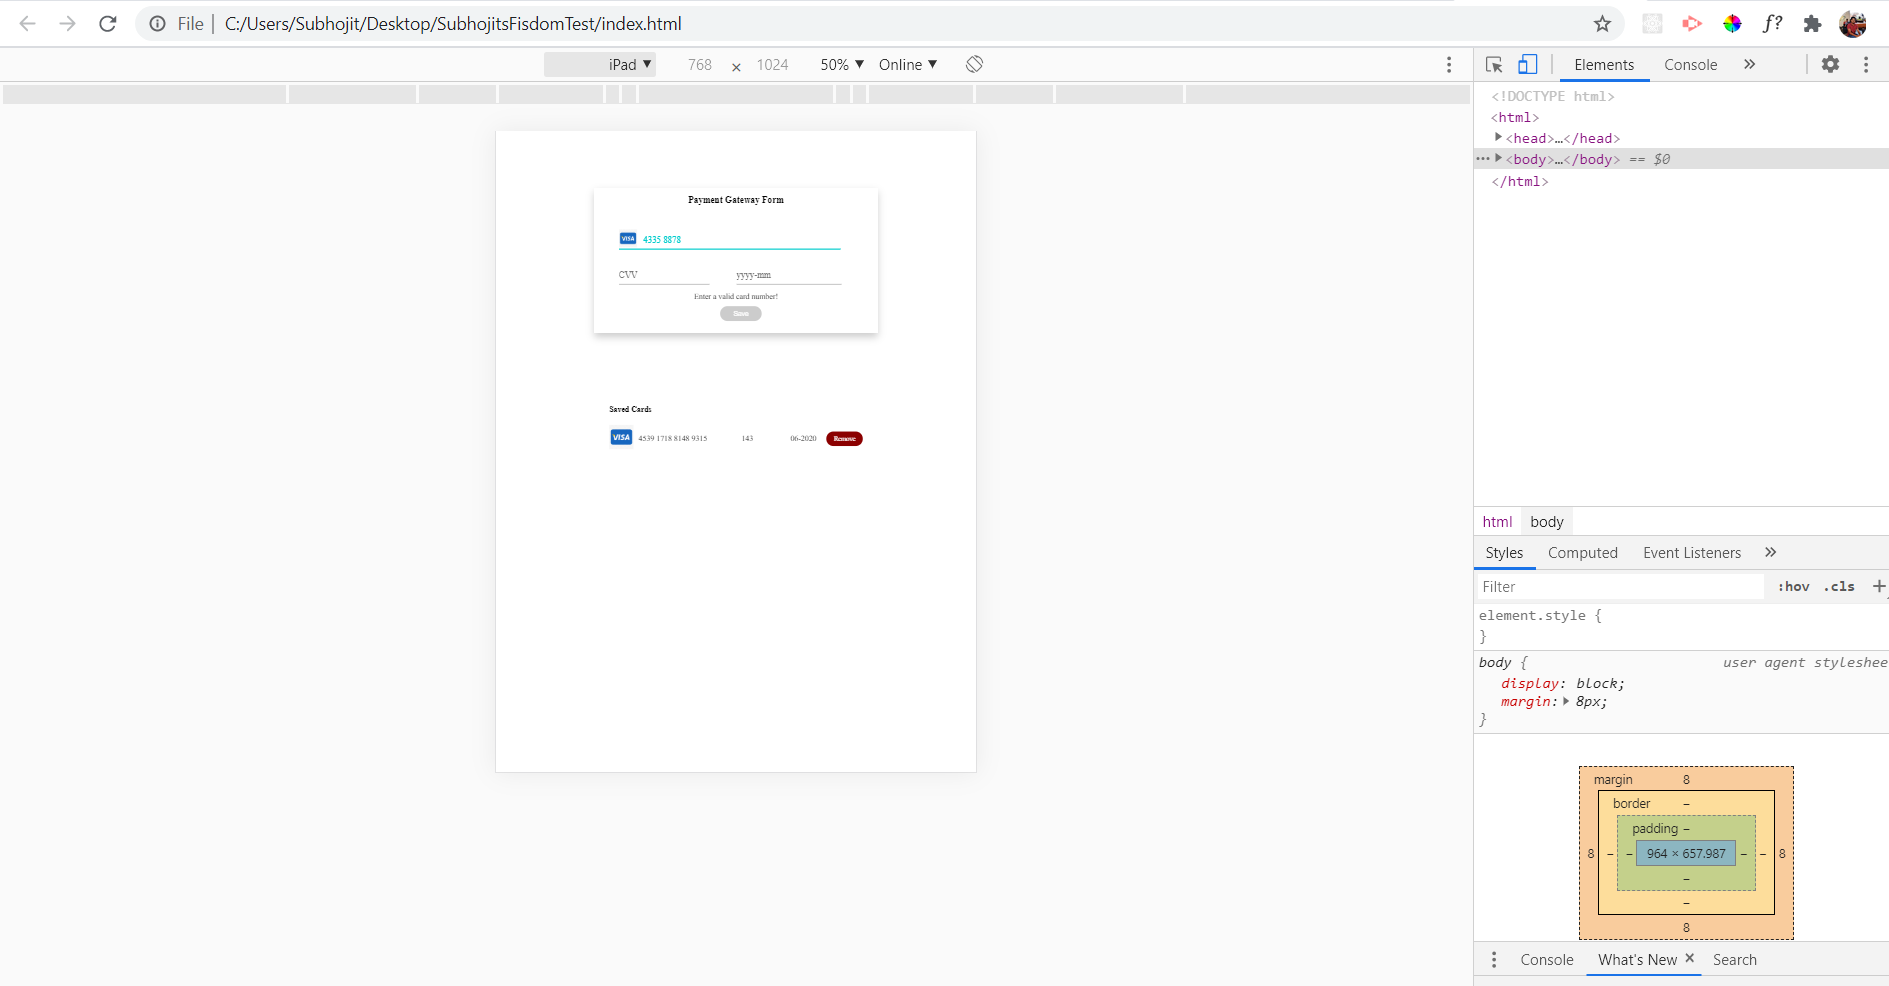 File | C:/Users/Subhojit/Desktop/SubhojitsFisdomTest/index.html
f?
iPad ▼ 768 × 1024 50% ▼ Online ▼
Payment Gateway Form
VISA 4335 8878
CVV yyyy-mm
Enter a valid card number!
Save
Saved Cards
VISA 4539 1718 8148 9315 143 06-2020 Remove
Elements Console »
<!DOCTYPE html>
<html>
<head>…</head>
<body>…</body> == $0
</html>
html body
Styles Computed Event Listeners »
Filter :hov .cls +
element.style {
}
body { user agent styleshee
display: block;
margin: 8px;
}
margin 8
border –
padding –
8 – – 964 × 657.987 – – 8
–
–
8
Console What's New × Search